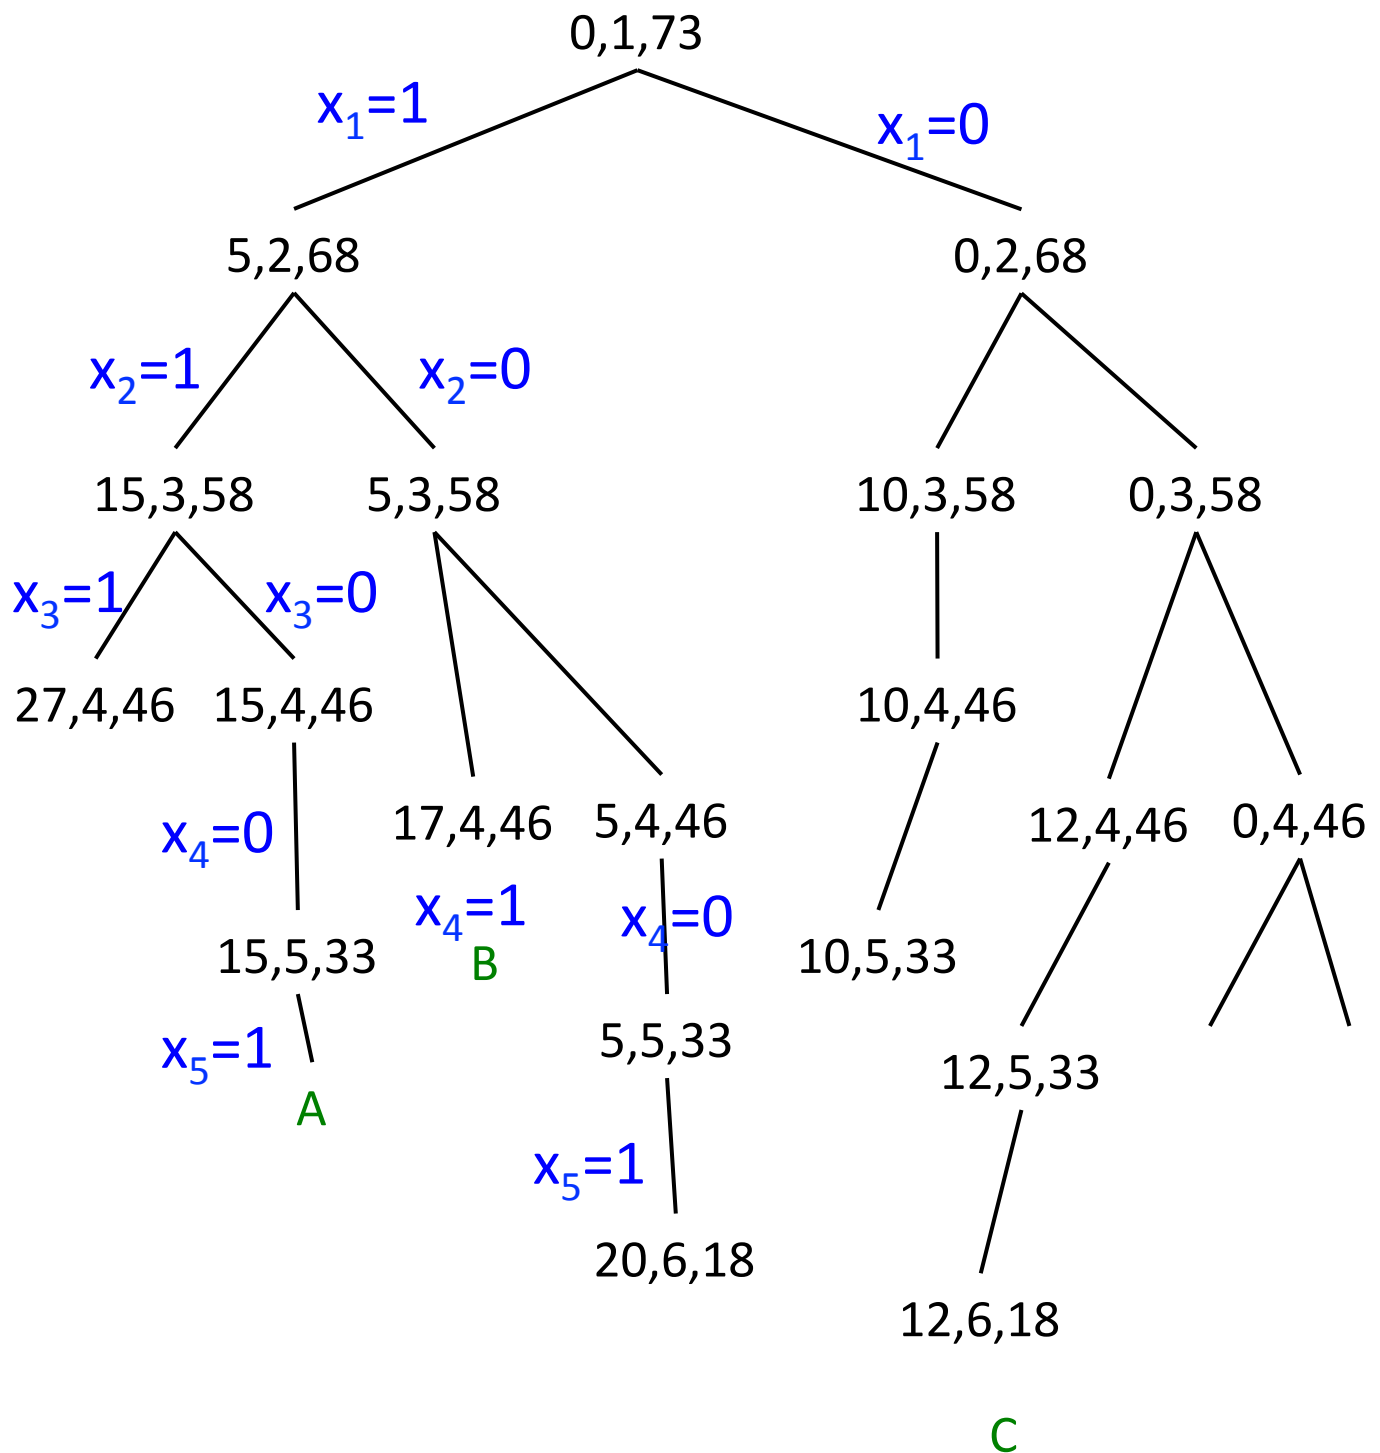 0,1,73
x1=1
x1=0
5,2,68
0,2,68
x2=1
x2=0
15,3,58
5,3,58
10,3,58
0,3,58
x3=1
x3=0
27,4,46
15,4,46
10,4,46
17,4,46
5,4,46
12,4,46
0,4,46
x4=0
x4=1
x4=0
15,5,33
B
10,5,33
x5=1
5,5,33
12,5,33
A
x5=1
20,6,18
12,6,18
C